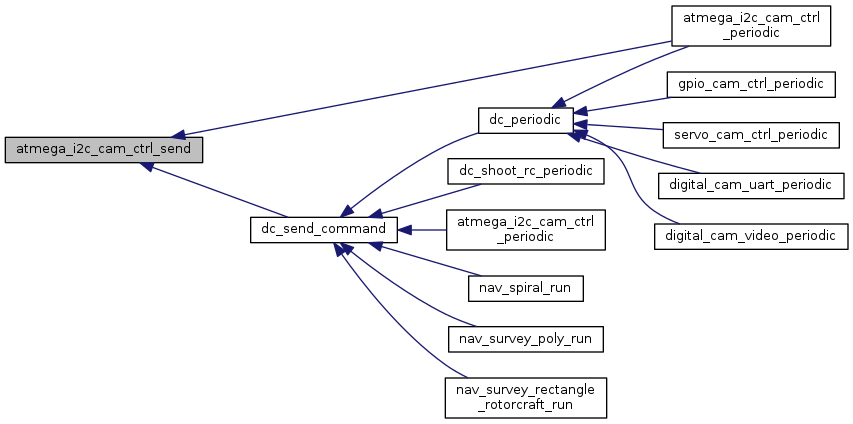 atmega_i2c_cam_ctrl
_periodic
gpio_cam_ctrl_periodic
dc_periodic
servo_cam_ctrl_periodic
atmega_i2c_cam_ctrl_send
dc_shoot_rc_periodic
digital_cam_uart_periodic
dc_send_command
atmega_i2c_cam_ctrl
_periodic
digital_cam_video_periodic
nav_spiral_run
nav_survey_poly_run
nav_survey_rectangle
_rotorcraft_run